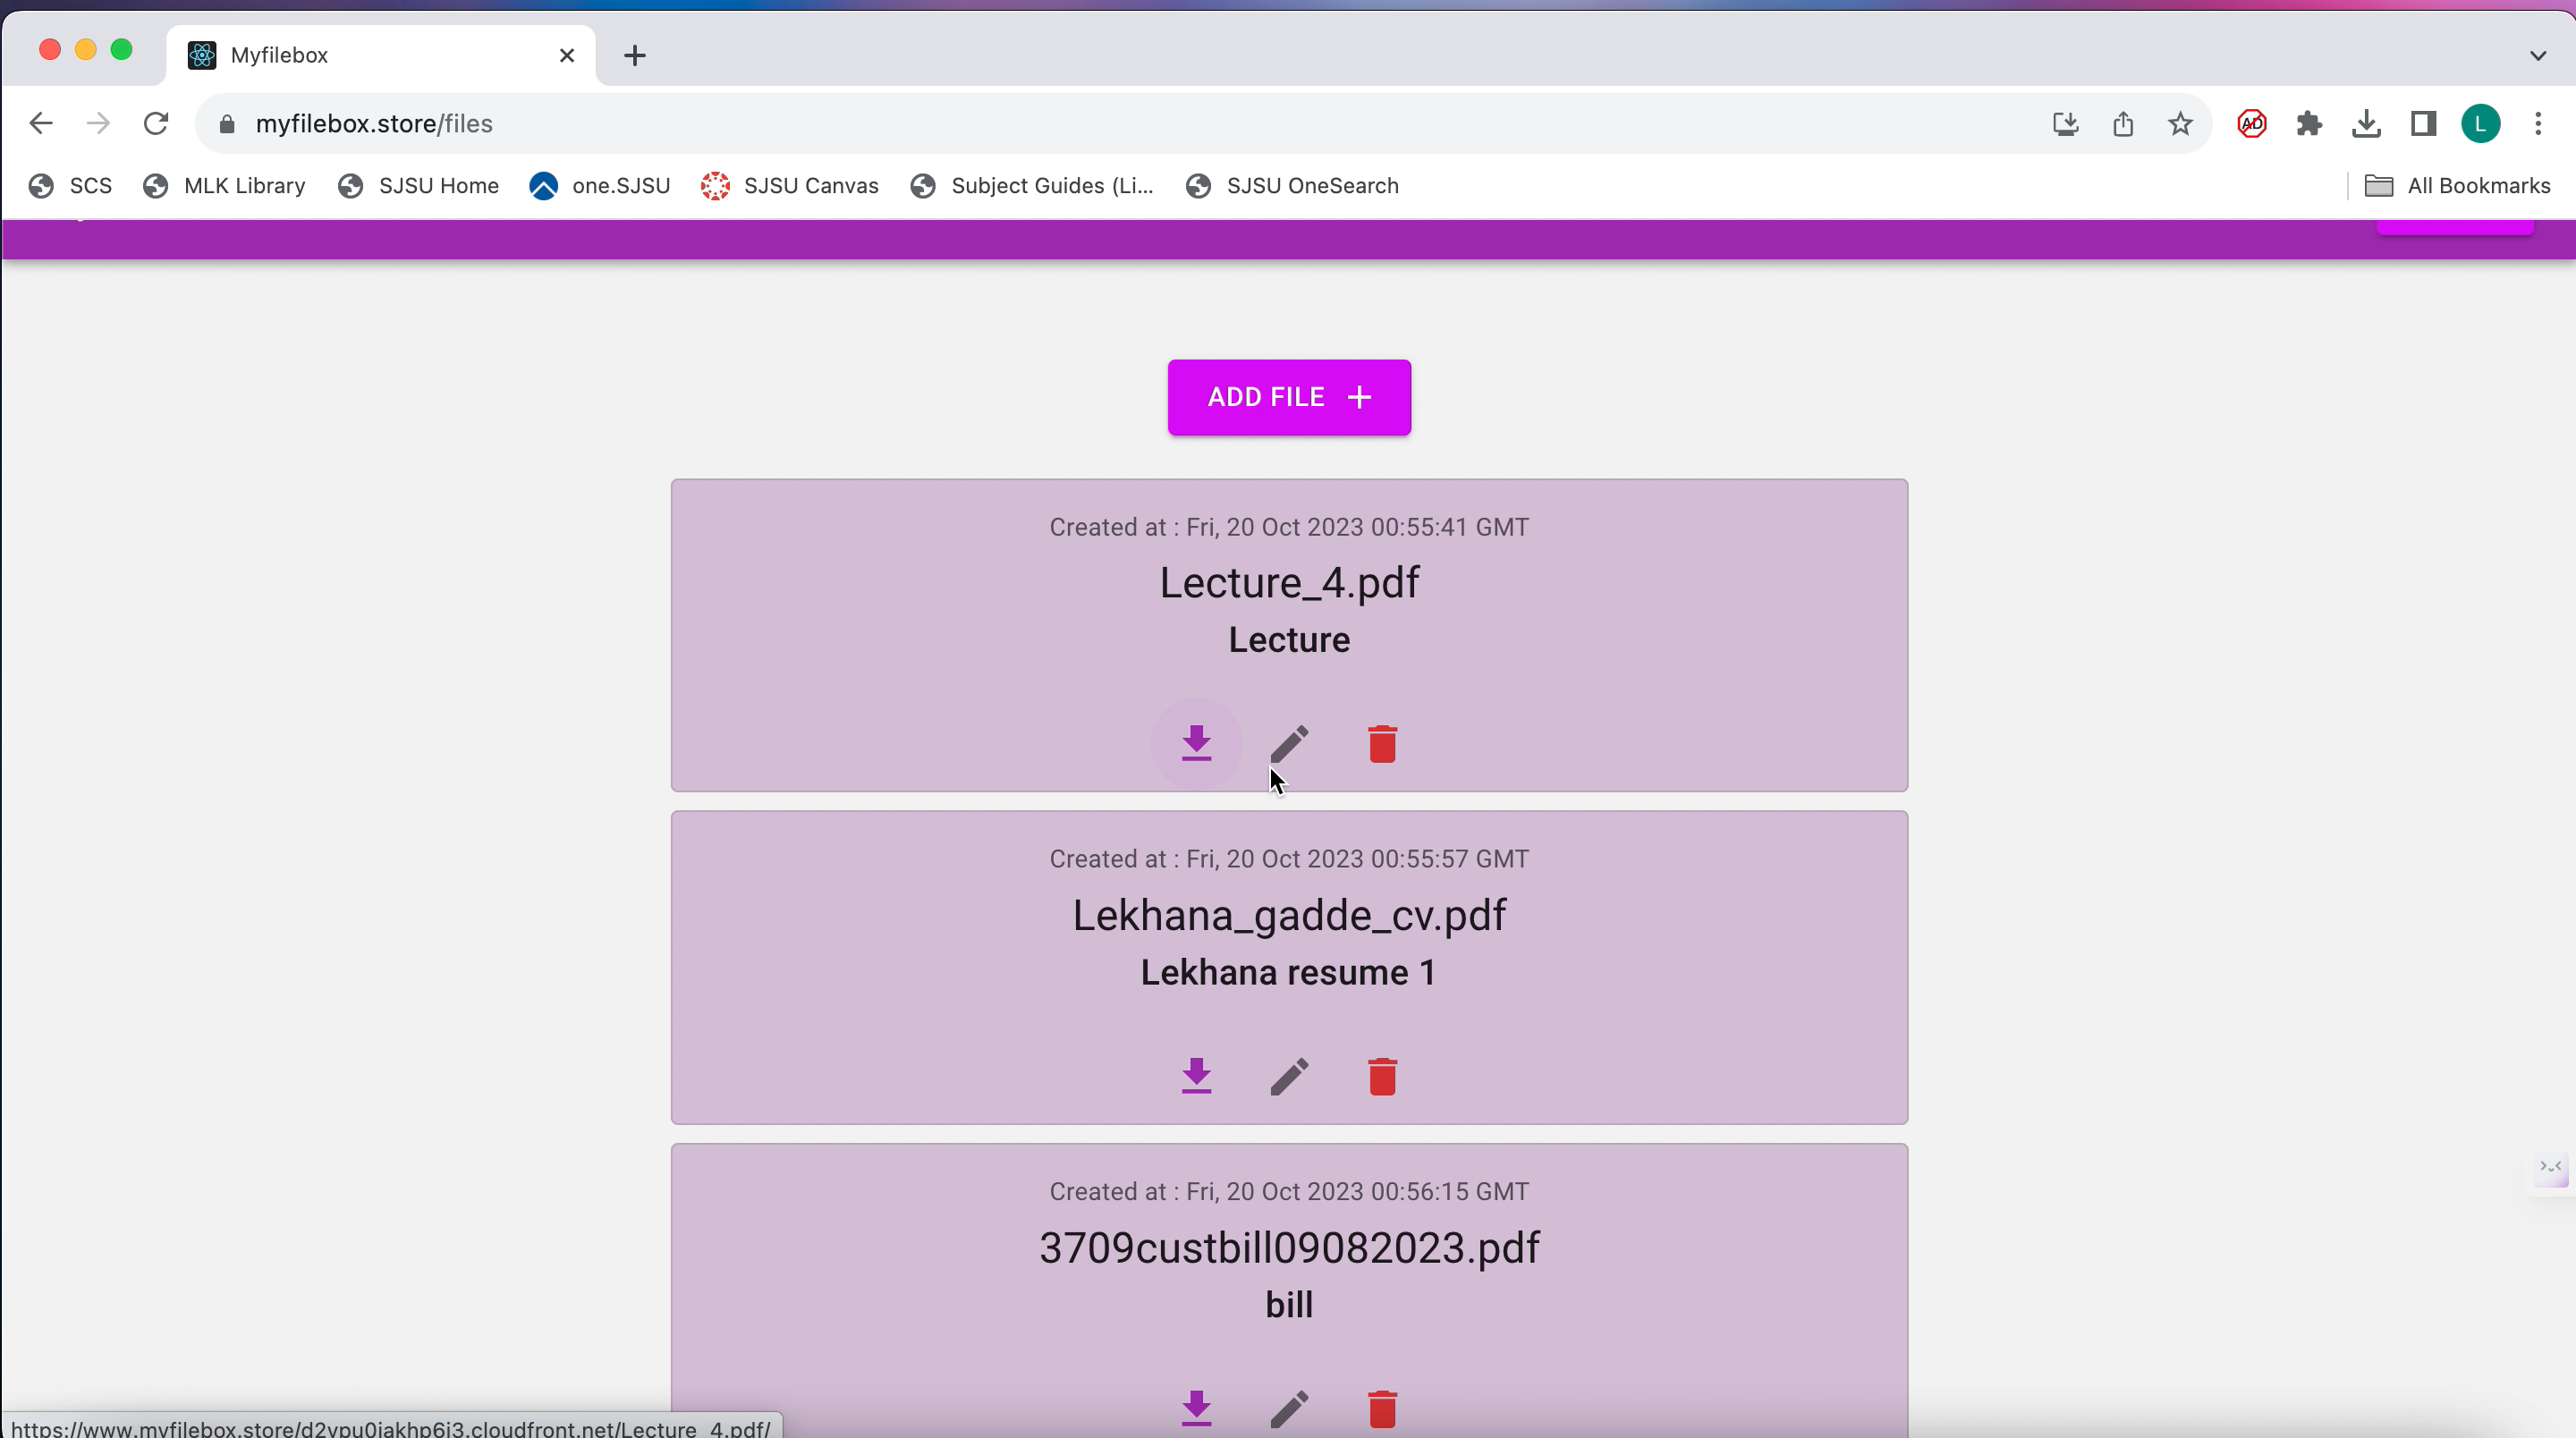 Myfilebox
myfilebox.store/files
AD
L
SCS MLK Library SJSU Home one.SJSU SJSU Canvas Subject Guides (Li... SJSU OneSearch All Bookmarks
ADD FILE +
Created at : Fri, 20 Oct 2023 00:55:41 GMT
Lecture_4.pdf
Lecture
Created at : Fri, 20 Oct 2023 00:55:57 GMT
Lekhana_gadde_cv.pdf
Lekhana resume 1
Created at : Fri, 20 Oct 2023 00:56:15 GMT
3709custbill09082023.pdf
bill
https://www.myfilebox.store/d2vpu0jakhp6i3.cloudfront.net/Lecture_4.pdf/